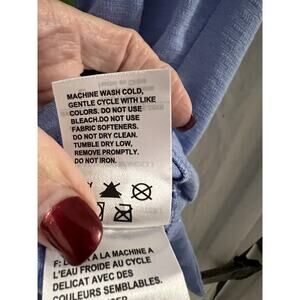 MACHINE WASH COLD,
GENTLE CYCLE WITH LIKE
COLORS. DO NOT USE
BLEACH.DO NOT USE
FABRIC SOFTENERS.
DO NOT DRY CLEAN.
TUMBLE DRY LOW,
REMOVE PROMPTLY.
DO NOT IRON.
A LA MACHINE A
L'EAU FROIDE AU CYCLE
DELICAT AVEC DES
COULEURS SEMBLABLES.